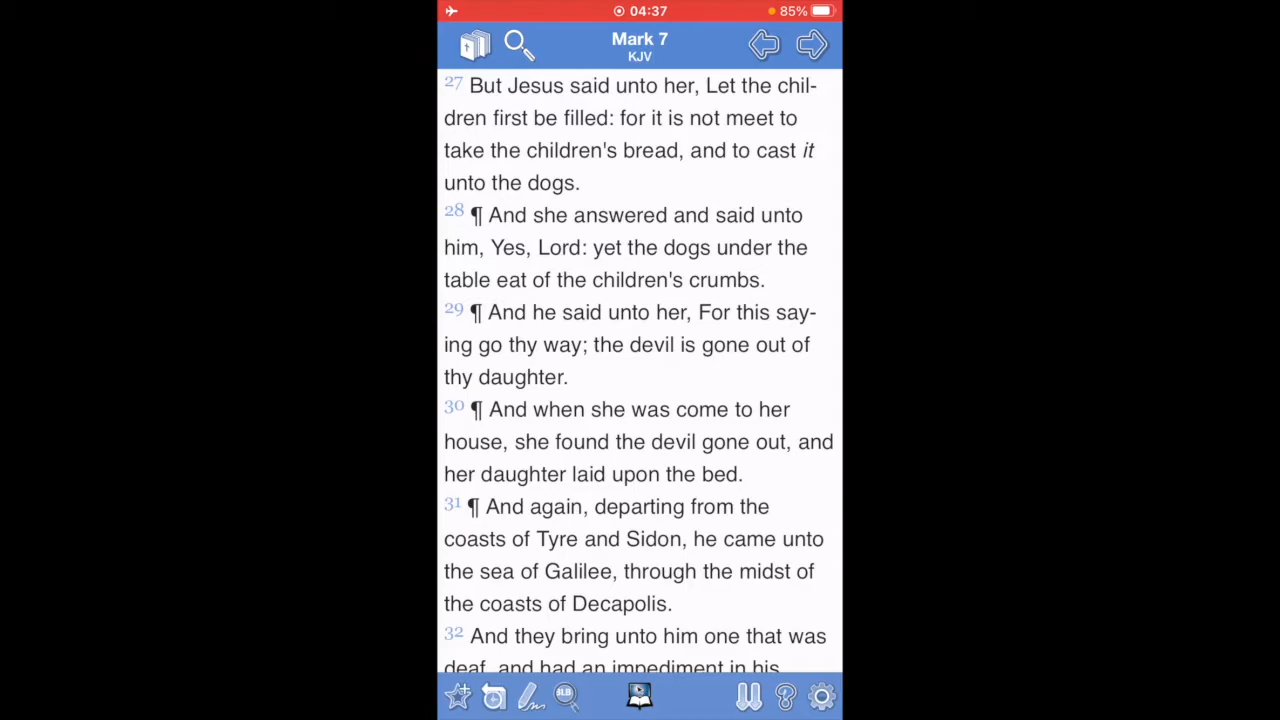 04:37
85%
Mark 7
KJV
27 But Jesus said unto her, Let the chil-
dren first be filled: for it is not meet to
take the children's bread, and to cast it
unto the dogs.
28 ¶ And she answered and said unto
him, Yes, Lord: yet the dogs under the
table eat of the children's crumbs.
29 ¶ And he said unto her, For this say-
ing go thy way; the devil is gone out of
thy daughter.
30 ¶ And when she was come to her
house, she found the devil gone out, and
her daughter laid upon the bed.
31 ¶ And again, departing from the
coasts of Tyre and Sidon, he came unto
the sea of Galilee, through the midst of
the coasts of Decapolis.
32 And they bring unto him one that was
deaf, and had an impediment in his
BLB